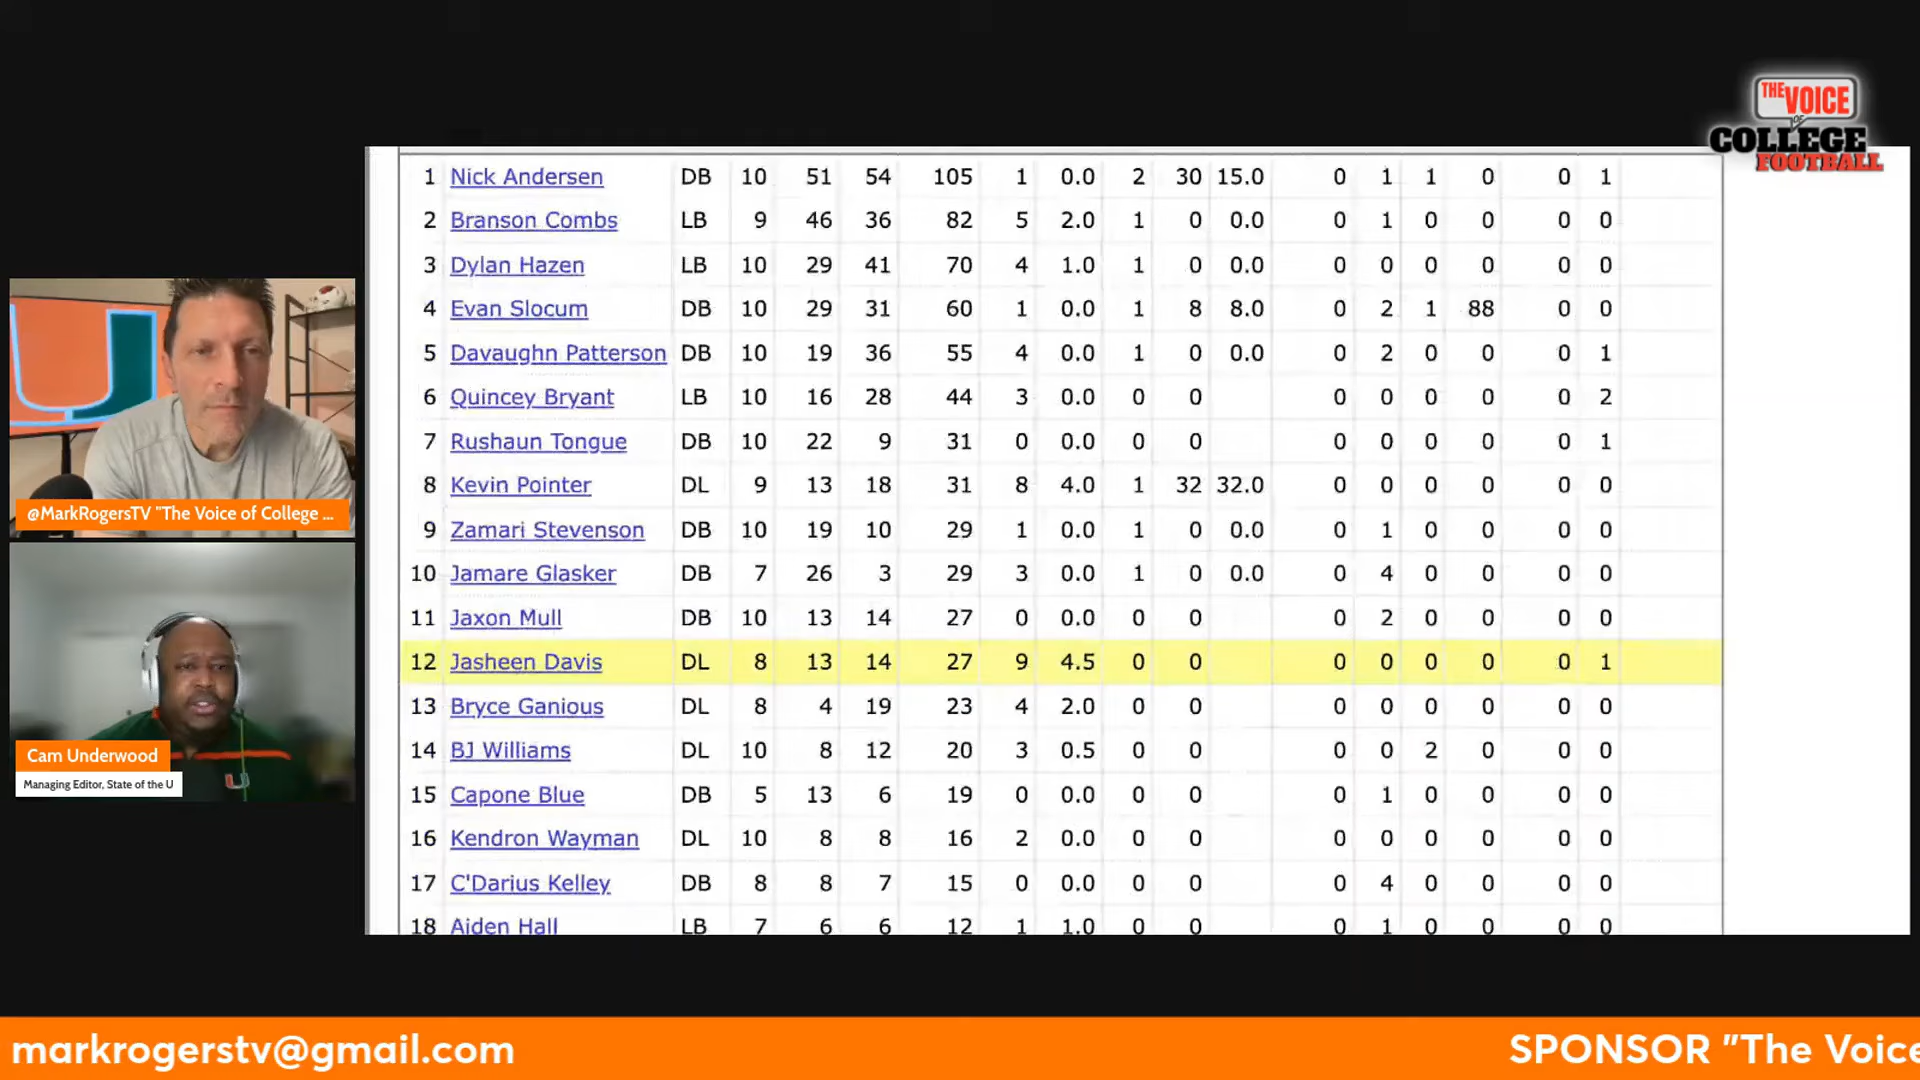 THE VOICE
OF
COLLEGE
FOOTBALL
1 Nick Andersen DB 10 51 54 105 1 0.0 2 30 15.0 0 1 1 0 0 1
2 Branson Combs LB 9 46 36 82 5 2.0 1 0 0.0 0 1 0 0 0 0
3 Dylan Hazen LB 10 29 41 70 4 1.0 1 0 0.0 0 0 0 0 0 0
4 Evan Slocum DB 10 29 31 60 1 0.0 1 8 8.0 0 2 1 88 0 0
5 Davaughn Patterson DB 10 19 36 55 4 0.0 1 0 0.0 0 2 0 0 0 1
6 Quincey Bryant LB 10 16 28 44 3 0.0 0 0 0 0 0 0 0 2
7 Rushaun Tongue DB 10 22 9 31 0 0.0 0 0 0 0 0 0 0 1
8 Kevin Pointer DL 9 13 18 31 8 4.0 1 32 32.0 0 0 0 0 0 0
9 Zamari Stevenson DB 10 19 10 29 1 0.0 1 0 0.0 0 1 0 0 0 0
10 Jamare Glasker DB 7 26 3 29 3 0.0 1 0 0.0 0 4 0 0 0 0
11 Jaxon Mull DB 10 13 14 27 0 0.0 0 0 0 2 0 0 0 0
12 Jasheen Davis DL 8 13 14 27 9 4.5 0 0 0 0 0 0 0 1
13 Bryce Ganious DL 8 4 19 23 4 2.0 0 0 0 0 0 0 0 0
14 BJ Williams DL 10 8 12 20 3 0.5 0 0 0 0 2 0 0 0
15 Capone Blue DB 5 13 6 19 0 0.0 0 0 0 1 0 0 0 0
16 Kendron Wayman DL 10 8 8 16 2 0.0 0 0 0 0 0 0 0 0
17 C'Darius Kelley DB 8 8 7 15 0 0.0 0 0 0 4 0 0 0 0
18 Aiden Hall LB 7 6 6 12 1 1.0 0 0 0 1 0 0 0 0
@MarkRogersTV "The Voice of College ...
Cam Underwood
Managing Editor, State of the U
markrogerstv@gmail.com
SPONSOR "The Voice